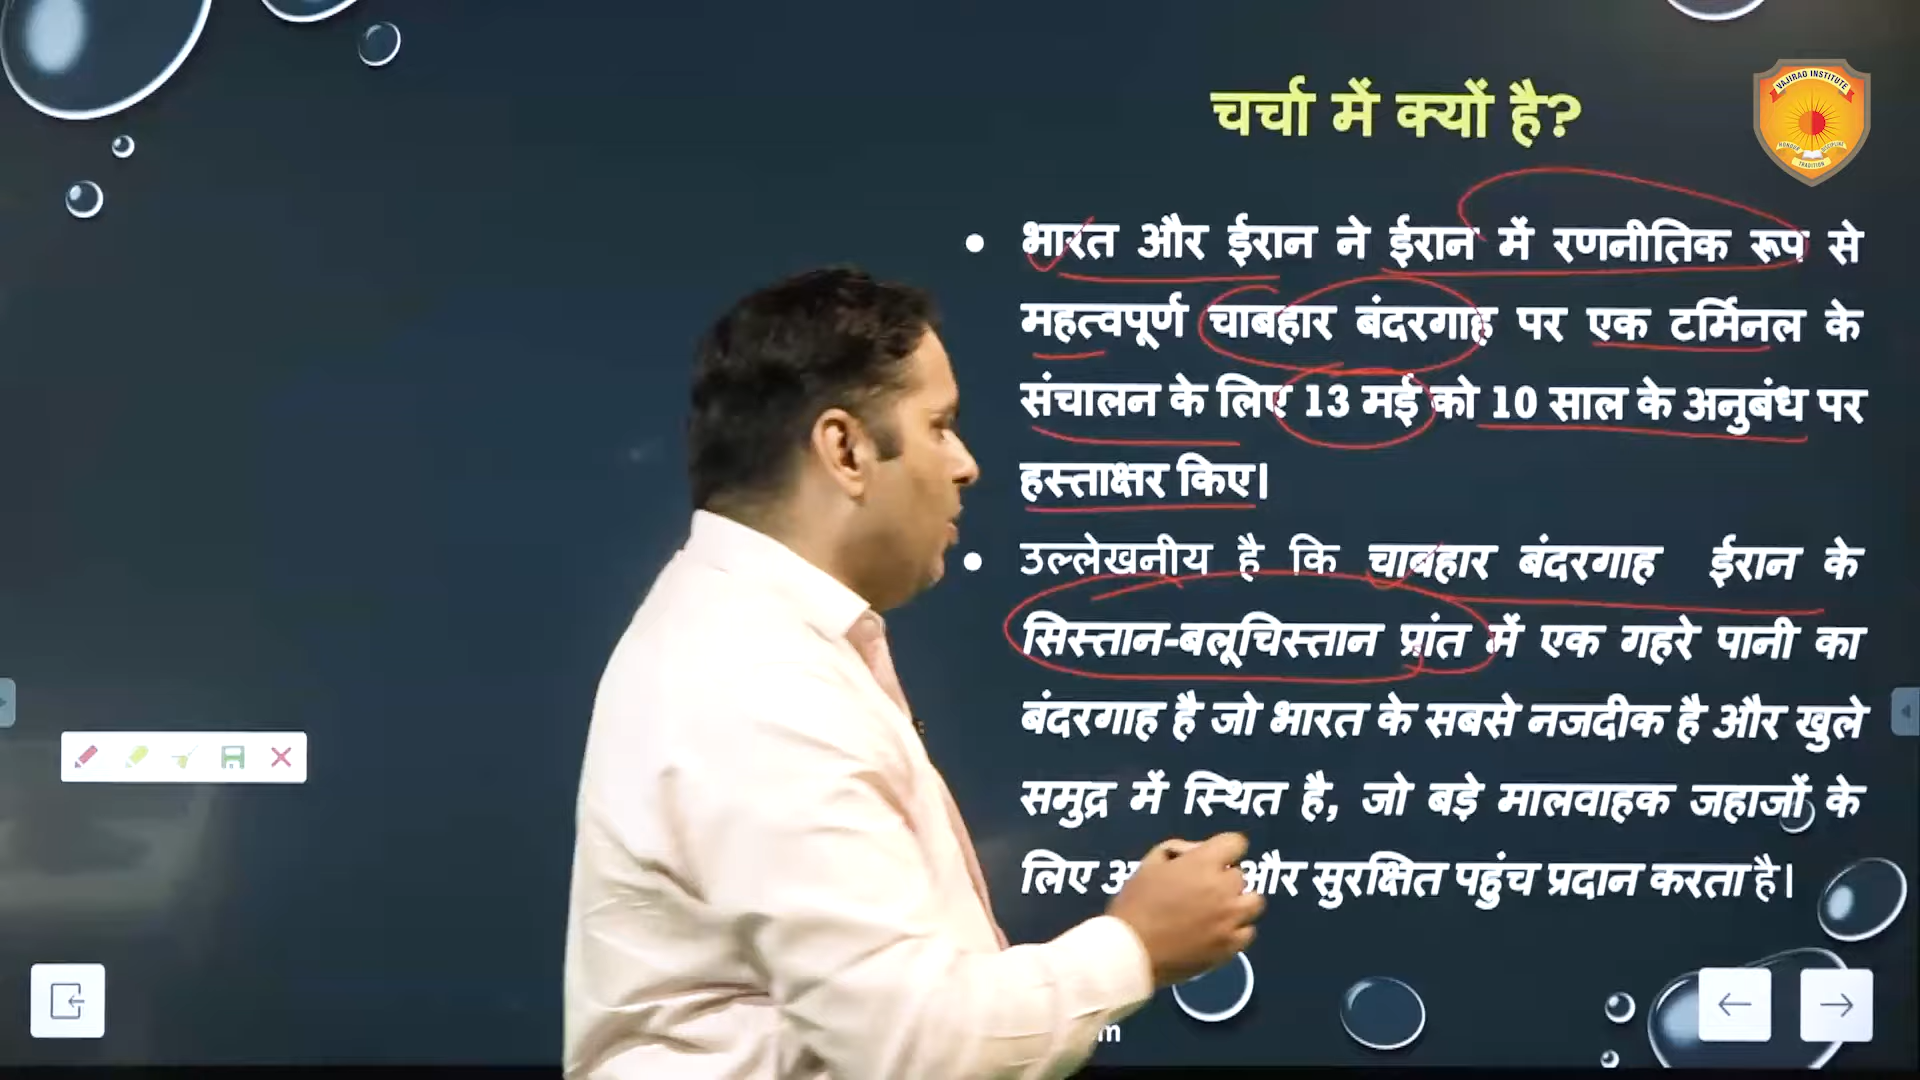 चर्चा में क्यों है?
VAJIRAO INSTITUTE
TRADITION
भारत और ईरान ने ईरान में रणनीतिक रूप से
महत्वपूर्ण चाबहार बंदरगाह पर एक टर्मिनल के
संचालन के लिए 13 मई को 10 साल के अनुबंध पर
हस्ताक्षर किए।
उल्लेखनीय है कि चाबहार बंदरगाह ईरान के
सिस्तान-बलूचिस्तान प्रांत में एक गहरे पानी का
बंदरगाह है जो भारत के सबसे नजदीक है और खुले
समुद्र में स्थित है, जो बड़े मालवाहक जहाजों के
लिए और सुरक्षित पहुंच प्रदान करता है।